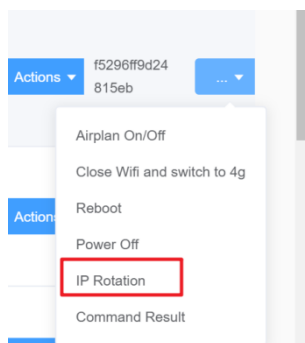 Actions
f5296ff9d24
815eb
...
Airplan On/Off
Close Wifi and switch to 4g
Reboot
Action
Power Off
IP Rotation
Command Result